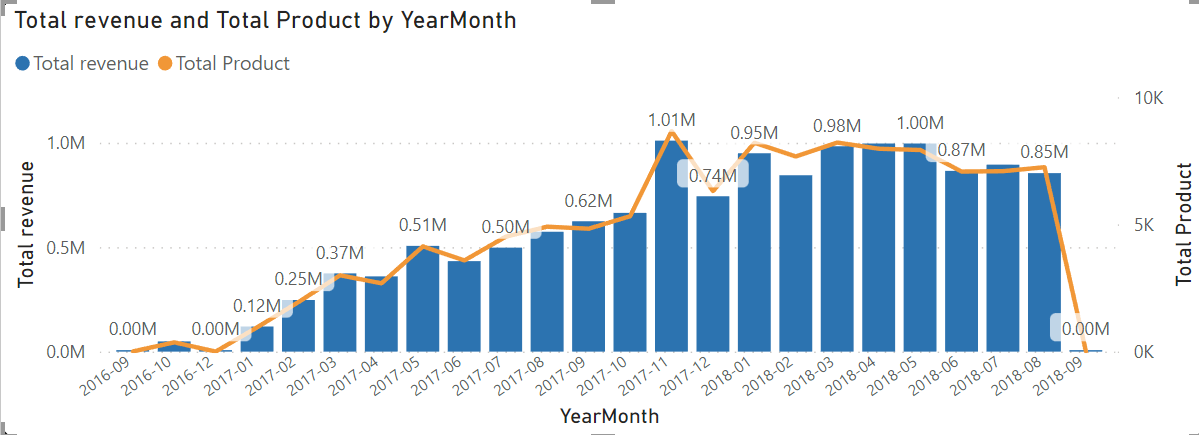 Total revenue and Total Product by YearMonth
Total revenue Total Product
10K
1.01M 0.95M 0.98M 1.00M
1.0M
0.87M 0.85M
0.74M
0.62M
0.51M 0.50M
5K
0.5M
0.37M
0.25M
0.12M
0.00M 0.00M 0.00M
0.0M
0K
Total revenue
Total Product
2016-09 2016-10 2016-12 2017-01 2017-02 2017-03 2017-04 2017-05 2017-06 2017-07 2017-08 2017-09 2017-10 2017-11 2017-12 2018-01 2018-02 2018-03 2018-04 2018-05 2018-06 2018-07 2018-08 2018-09
YearMonth